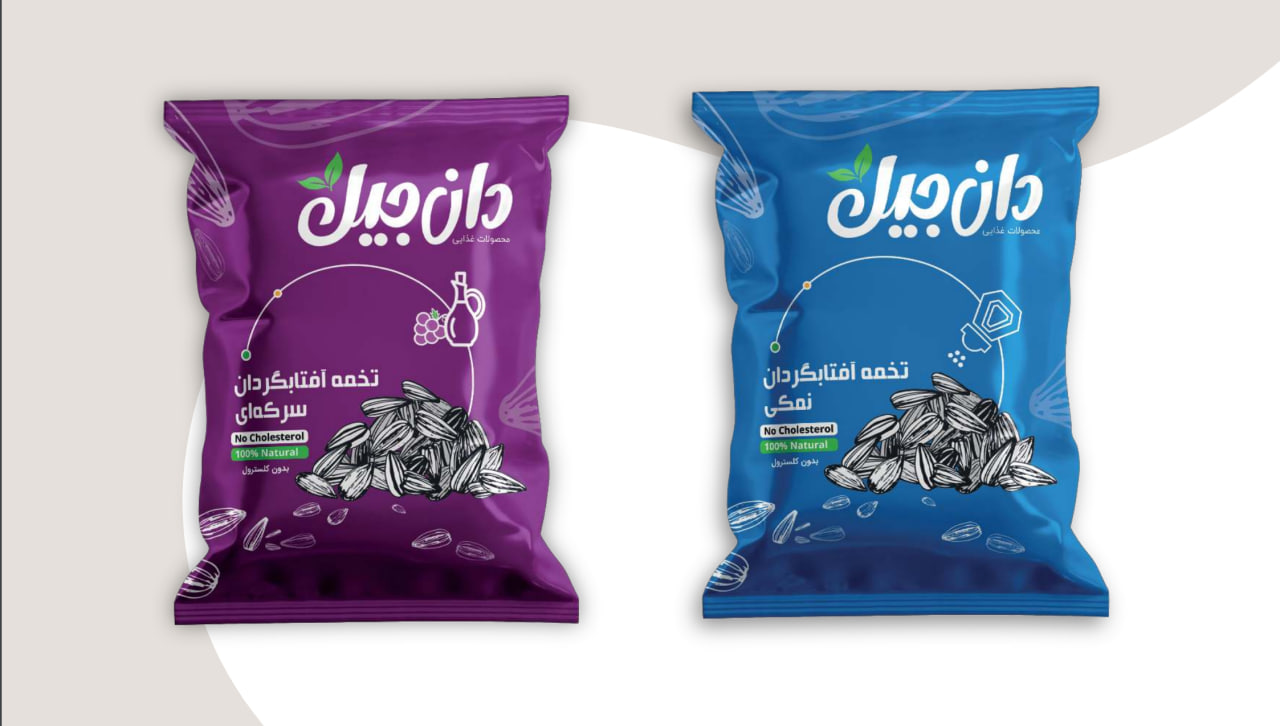 دان‌جیل
محصولات غذایی
تخمه آفتابگردان
سرکه‌ای
No Cholesterol
100% Natural
بدون کلسترول
دان‌جیل
محصولات غذایی
تخمه آفتابگردان
نمکی
No Cholesterol
100% Natural
بدون کلسترول